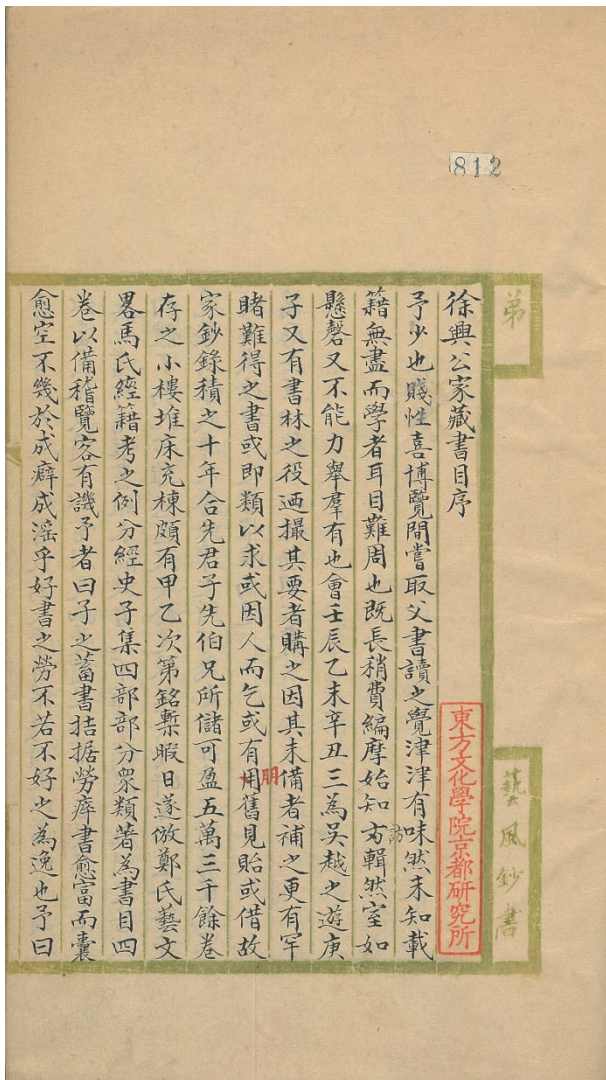 812
第
藝風鈔書
東方文化學院京都研究所
徐興公家藏書目序
予少也賤性喜博覽間嘗取父書讀之覺津津有味然未知載
籍無盡而學者耳目難周也既長稍費編摩始知訪輯然室如
懸磬又不能力舉羣有也會壬辰乙未辛丑三為吳越之遊庚
子又有書林之役迺撮其要者購之因其未備者補之更有罕
睹難得之書或即類以求或因人而乞或有用朋舊見貽或借故
家鈔錄積之十年合先君子先伯兄所儲可盈五萬三千餘卷
存之小樓堆床充棟頗有甲乙次第銘槧暇日遂倣鄭氏藝文
畧馬氏經籍考之例分經史子集四部部分衆類著為書目四
卷以備稽覽客有譏予者曰子之蓄書拮据勞瘁書愈富而囊
愈空不幾於成癖成滛乎好書之勞不若不好之為逸也予曰